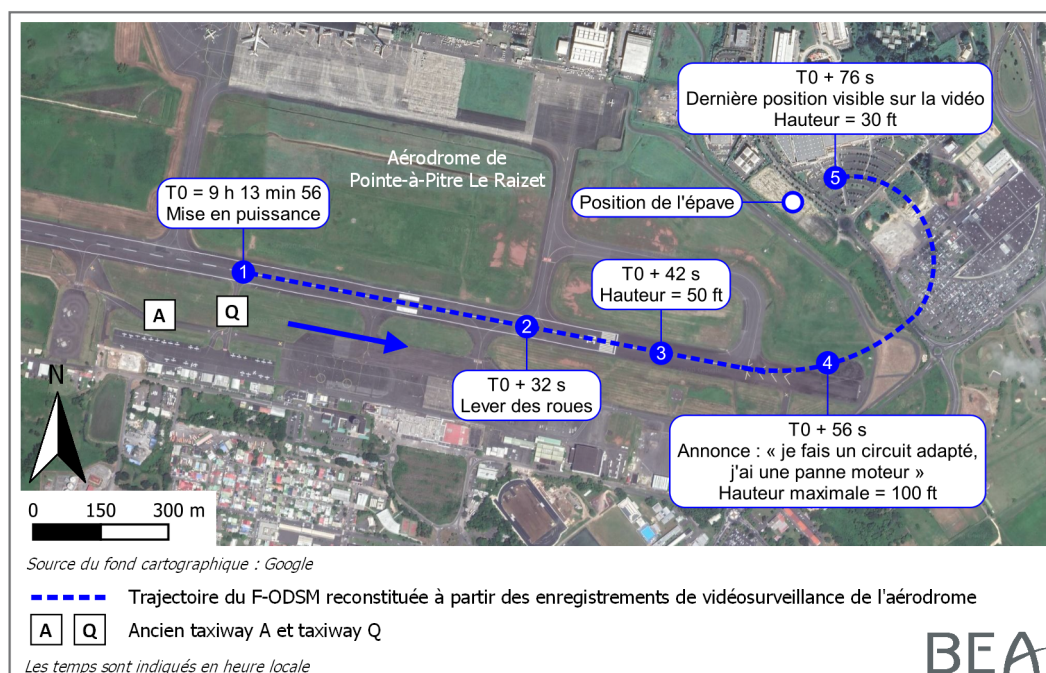 T0 + 76 s
Dernière position visible sur la vidéo
Hauteur = 30 ft
Aérodrome de
Pointe-à-Pitre Le Raizet
T0 = 9 h 13 min 56
Mise en puissance
5
Position de l'épave
1
T0 + 42 s
Hauteur = 50 ft
A
Q
2
3
4
N
T0 + 32 s
Lever des roues
T0 + 56 s
Annonce : « je fais un circuit adapté,
j'ai une panne moteur »
Hauteur maximale = 100 ft
0 150 300 m
Source du fond cartographique : Google
Trajectoire du F-ODSM reconstituée à partir des enregistrements de vidéosurveillance de l'aérodrome
A Q Ancien taxiway A et taxiway Q
Les temps sont indiqués en heure locale
BEA